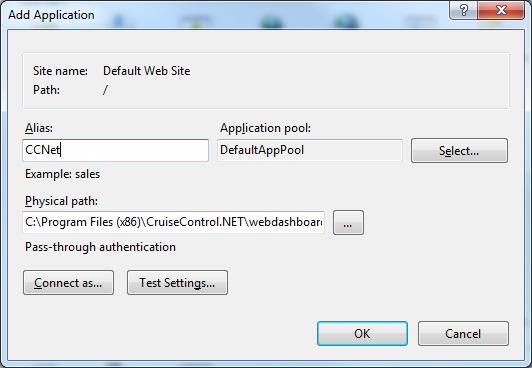 Add Application
?
Site name: Default Web Site
Path: /
Alias: Application pool:
CCNet DefaultAppPool Select...
Example: sales
Physical path:
C:\Program Files (x86)\CruiseControl.NET\webdashboar ...
Pass-through authentication
Connect as... Test Settings...
OK Cancel